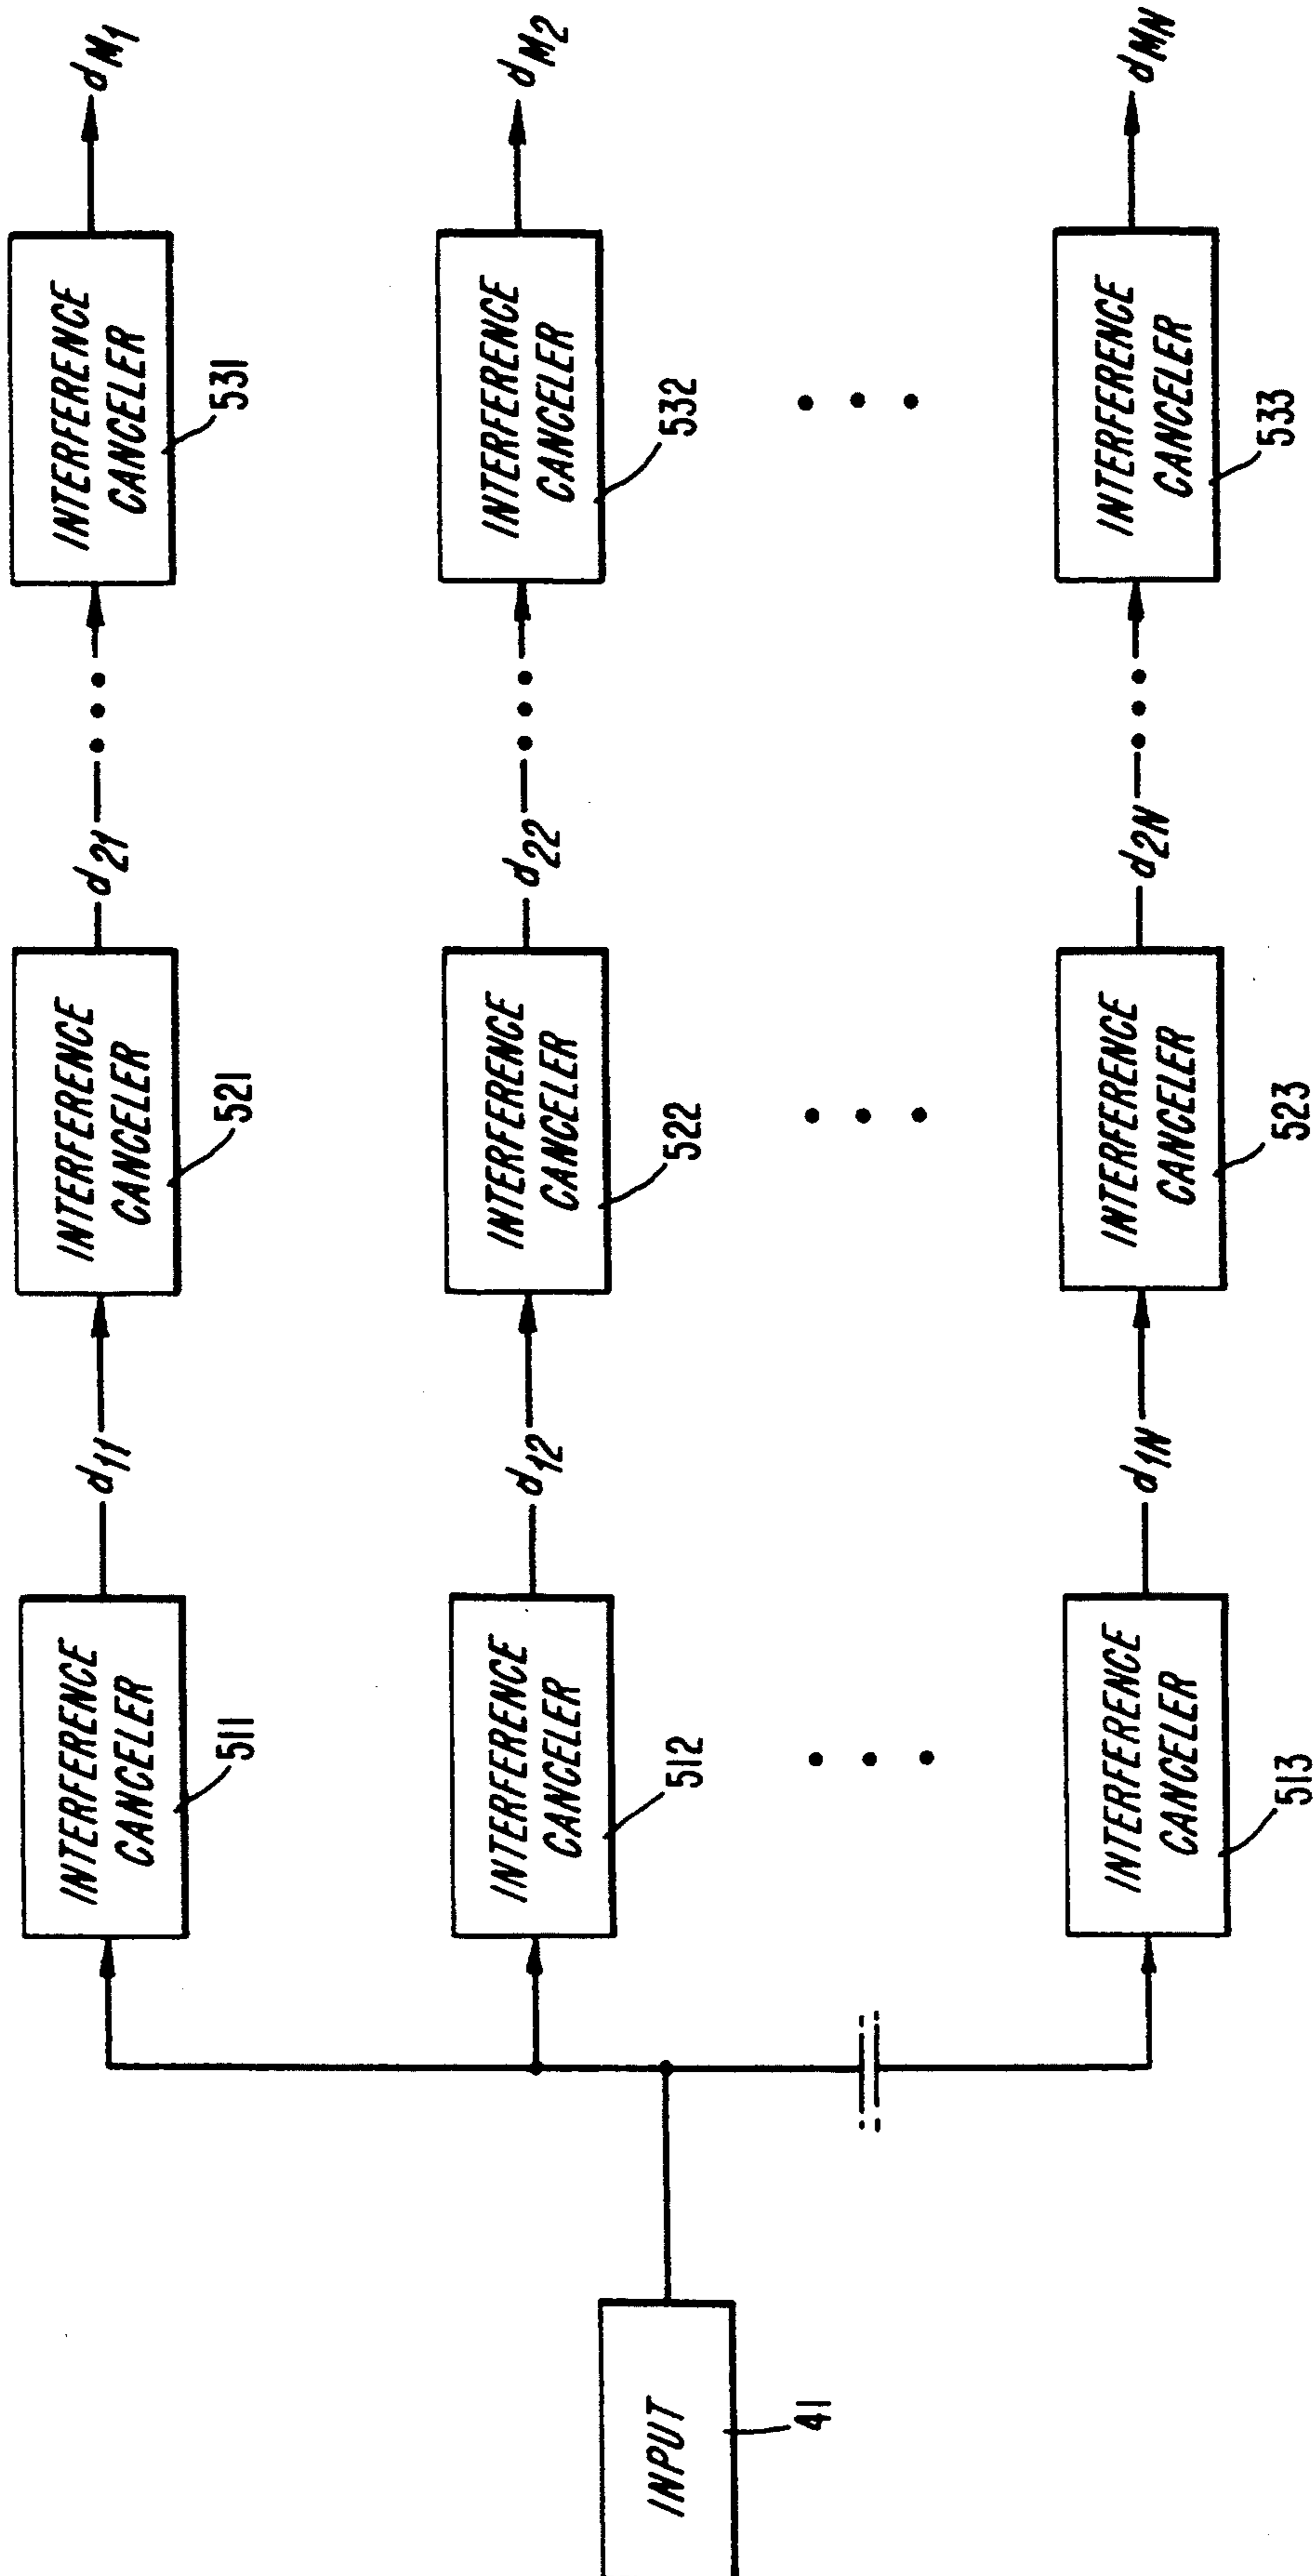 INPUT
41
INTERFERENCE
CANCELER
511
d11
INTERFERENCE
CANCELER
521
d21
INTERFERENCE
CANCELER
531
dM1
INTERFERENCE
CANCELER
512
d12
INTERFERENCE
CANCELER
522
d22
INTERFERENCE
CANCELER
532
dM2
INTERFERENCE
CANCELER
513
d1N
INTERFERENCE
CANCELER
523
d2N
INTERFERENCE
CANCELER
533
dMN